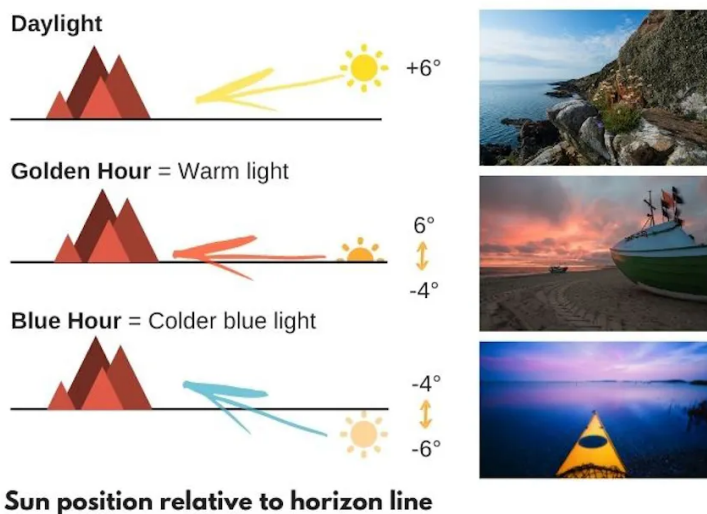 Daylight
+6°
Golden Hour = Warm light
6°
-4°
Blue Hour = Colder blue light
-4°
-6°
Sun position relative to horizon line